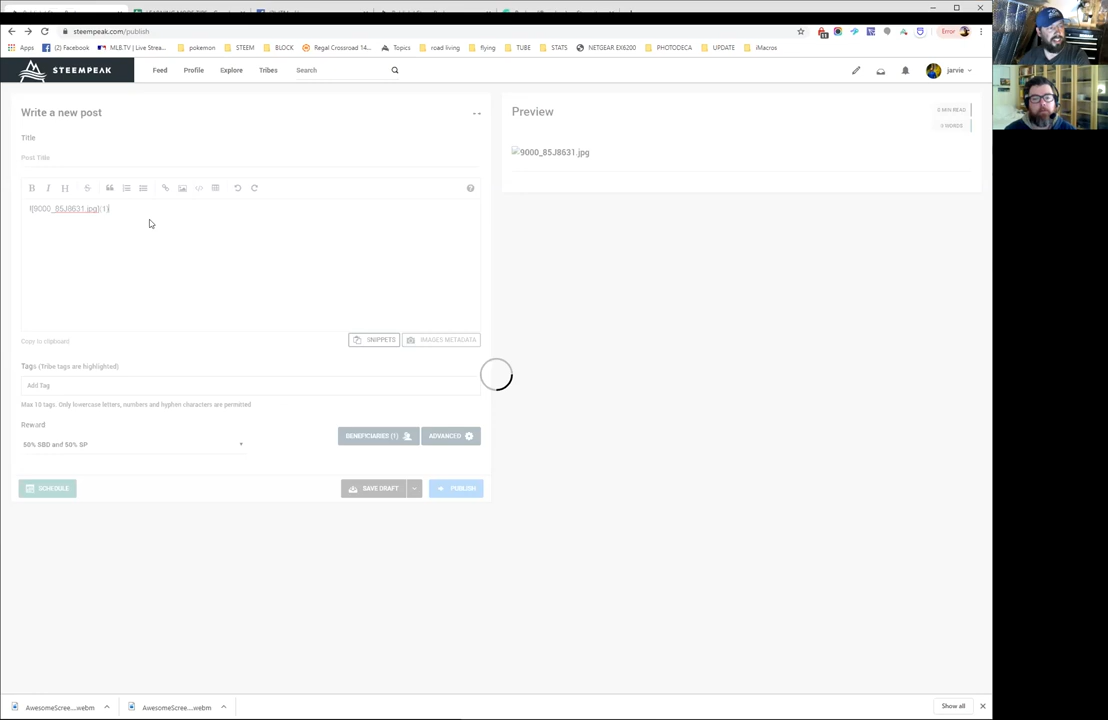 steempeak.com/publish
Error
Apps
(2) Facebook
MLB.TV | Live Strea...
pokemon
STEEM
BLOCK
Regal Crossroad 14...
Topics
road living
flying
TUBE
STATS
NETGEAR EX6200
PHOTODECA
UPDATE
iMacros
STEEMPEAK
Feed
Profile
Explore
Tribes
Search
jarvie
Write a new post
Title
Post Title
B I H S
![9000_85J8631.jpg](1)
Copy to clipboard
SNIPPETS
IMAGES METADATA
Tags (Tribe tags are highlighted)
Add Tag
Max 10 tags. Only lowercase letters, numbers and hyphen characters are permitted
Reward
50% SBD and 50% SP
BENEFICIARIES (1)
ADVANCED
SCHEDULE
SAVE DRAFT
PUBLISH
Preview
0 MIN READ
0 WORDS
9000_85J8631.jpg
AwesomeScree....webm
AwesomeScree....webm
Show all